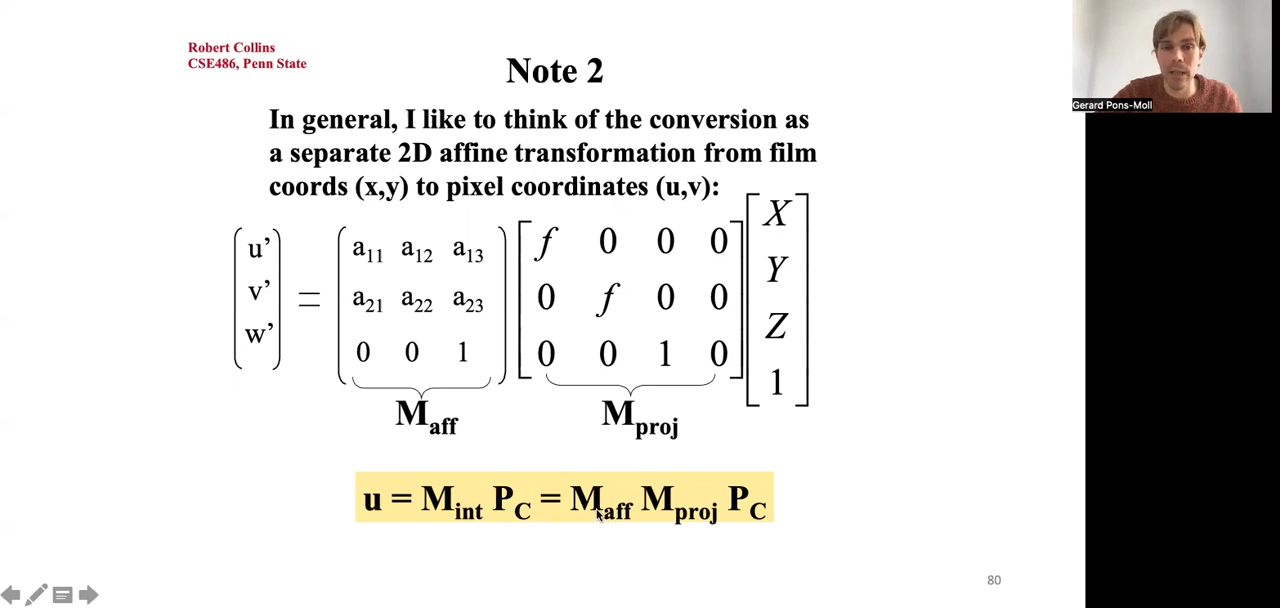 Robert Collins
CSE486, Penn State
Gerard Pons-Moll
Note 2
In general, I like to think of the conversion as
a separate 2D affine transformation from film
coords (x,y) to pixel coordinates (u,v):
u’ a11 a12 a13 f 0 0 0 X
v’ = a21 a22 a23 0 f 0 0 Y
w’ 0 0 1 0 0 1 0 Z
1
Maff Mproj
u = Mint PC = Maff Mproj PC
80